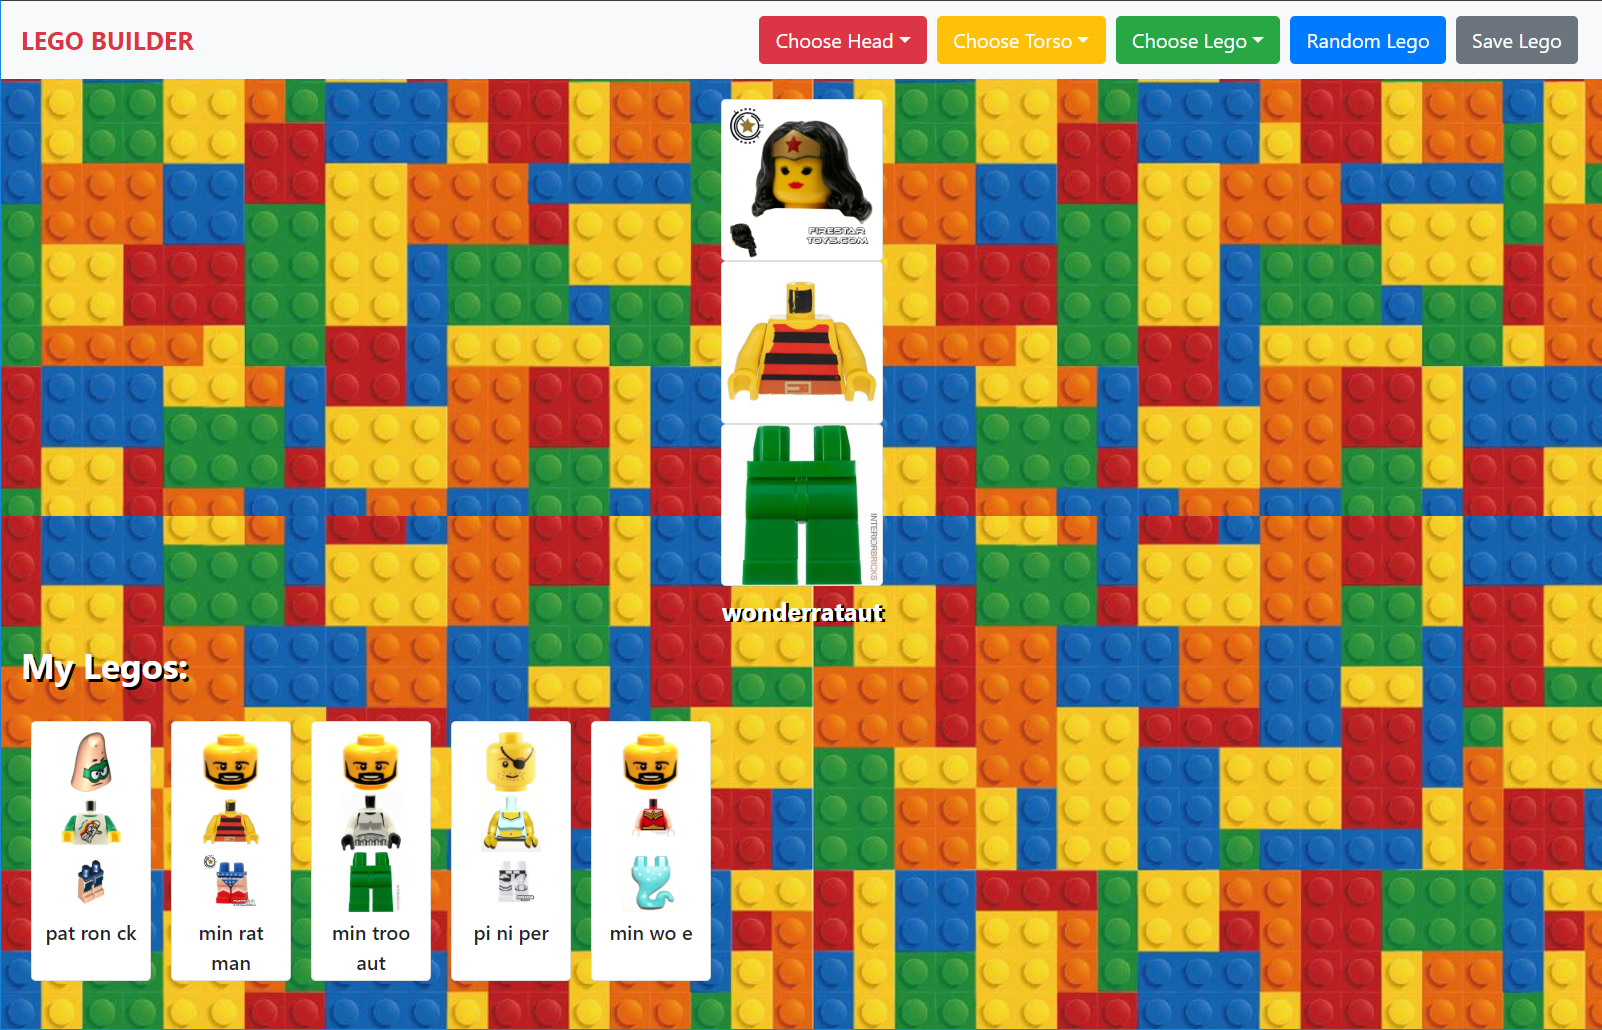 LEGO BUILDER
Choose Head
Choose Torso
Choose Lego
Random Lego
Save Lego
FIRESTAR
TOYS.COM
INTERIORBRICKS
wonderrataut
My Legos:
pat ron ck
min rat
man
min troo
aut
pi ni per
min wo e